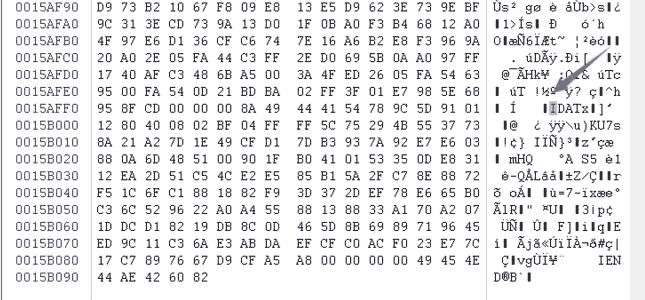 0015AF90 D9 73 B2 10 67 F8 09 E8 13 E5 D9 62 3E 73 9E BF Ùs² gø è åÙb>s▮¿
0015AFA0 9C 31 3E CD 73 9A 13 D0 1F 0B A0 F3 B4 68 12 A0 ▮1>Ís▮ Ð ó´h
0015AFB0 4F 97 E6 D1 36 CF C6 74 7E 16 A6 B2 E8 F3 96 9A O▮æÑ6ÏÆt~ ¦²èó▮▮
0015AFC0 20 A0 2E 05 FA 44 C3 FF 2E D0 69 5B 0A A0 98 FF . úDÃÿ.Ði[ ▮ÿ
0015AFD0 17 40 AF C3 48 6B A5 00 3A 4F ED 26 05 FA 54 63 @¯ÃHk¥ & úTc
0015AFE0 95 00 FA 54 0D 21 BD BA 02 FF 3F 01 E7 98 5E 68 ▮ úT !½º ÿ? ç▮^h
0015AFF0 95 8F CD 00 00 00 8A 49 44 41 54 78 9C 5D 91 01 ▮ Í ▮IDATx▮]‘
0015B000 12 80 40 08 02 BF 04 FF FF 5C 75 29 4B 55 37 73 ▮@ ¿ ÿÿ\u)KU7s
0015B010 8A 21 A2 7D 1E 49 CF CD D1 7D B3 93 7A 92 E7 E6 03 ▮!¢} IÏÍÑ}³▮z’çæ
0015B020 88 0A 6D 48 51 00 90 1F B0 41 01 53 35 0D E8 31 ▮ mHQ °A S5 è1
0015B030 12 EA 2D 51 C5 4C E2 E5 85 B1 5A 2F C7 8E 88 72 ê-QÅLâå▮±Z/Ç▮▮r
0015B040 F5 1C 6F C1 88 18 82 F9 3D 37 2D EF 78 E6 65 B0 õ oÁ▮ ▮ù=7-ïxæe°
0015B050 C3 6C 52 96 22 A0 A4 55 88 13 88 33 A1 70 A2 07 ÃlR▮" ¤U▮ ▮3¡p¢
0015B060 1D DC D1 82 19 DB 8C 0D 46 5D 8B 69 89 71 96 45 ÜÑ▮ Û▮ F]▮i▮q▮E
0015B070 ED 9C 11 C3 6A E3 AB DA EF CF C0 AC F0 23 E7 7C í▮ Ãjã«ÚïÏÀ¬ð#ç|
0015B080 17 C7 89 76 67 D9 CF A5 A8 00 00 00 00 49 45 4E Ç▮vgÙÏ¥¨ IEN
0015B090 44 AE 42 60 82 D®B`▮